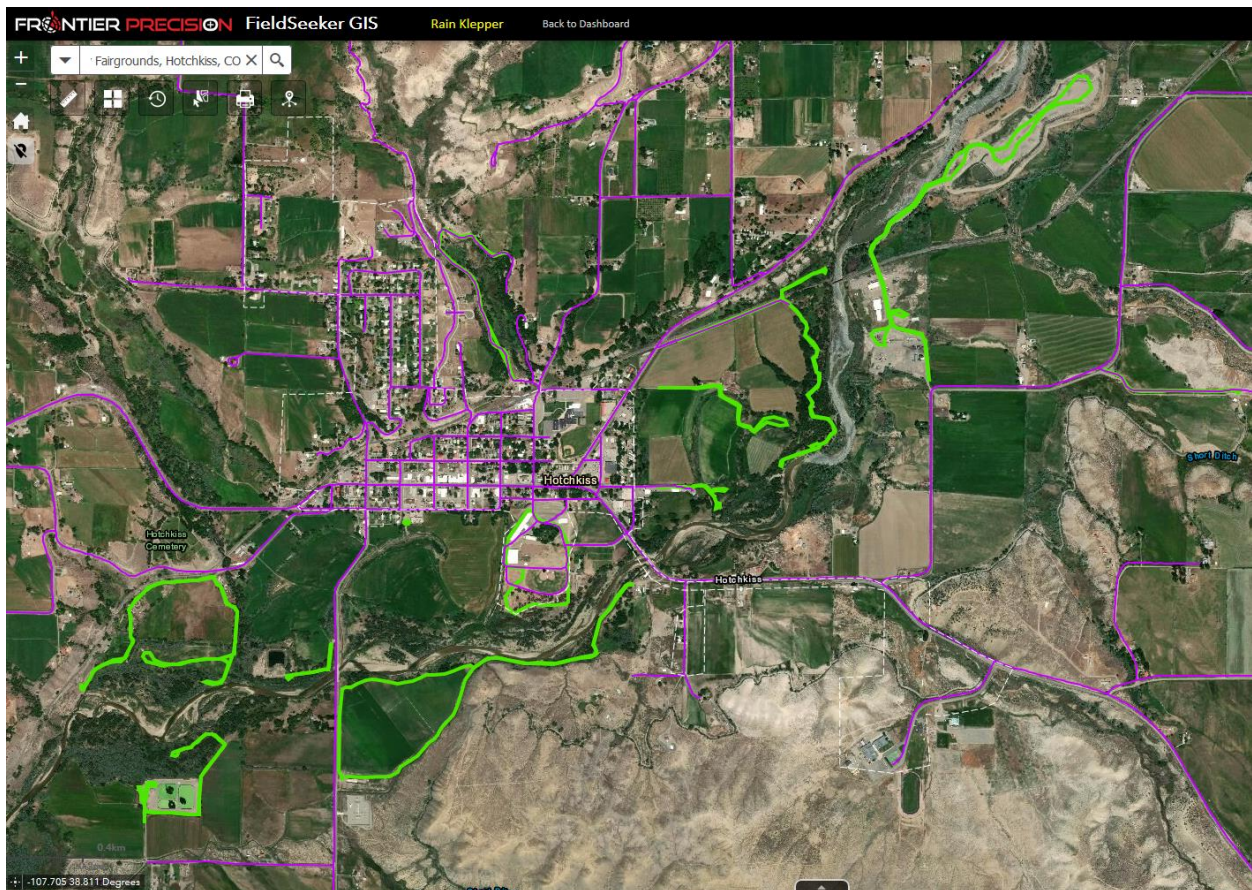 FRONTIER PRECISION FieldSeeker GIS Rain Klepper Back to Dashboard
Fairgrounds, Hotchkiss, CO
Short Ditch
Hotchkiss
Hotchkiss
Cemetery
Hotchkiss
0.4km
-107.705 38.811 Degrees